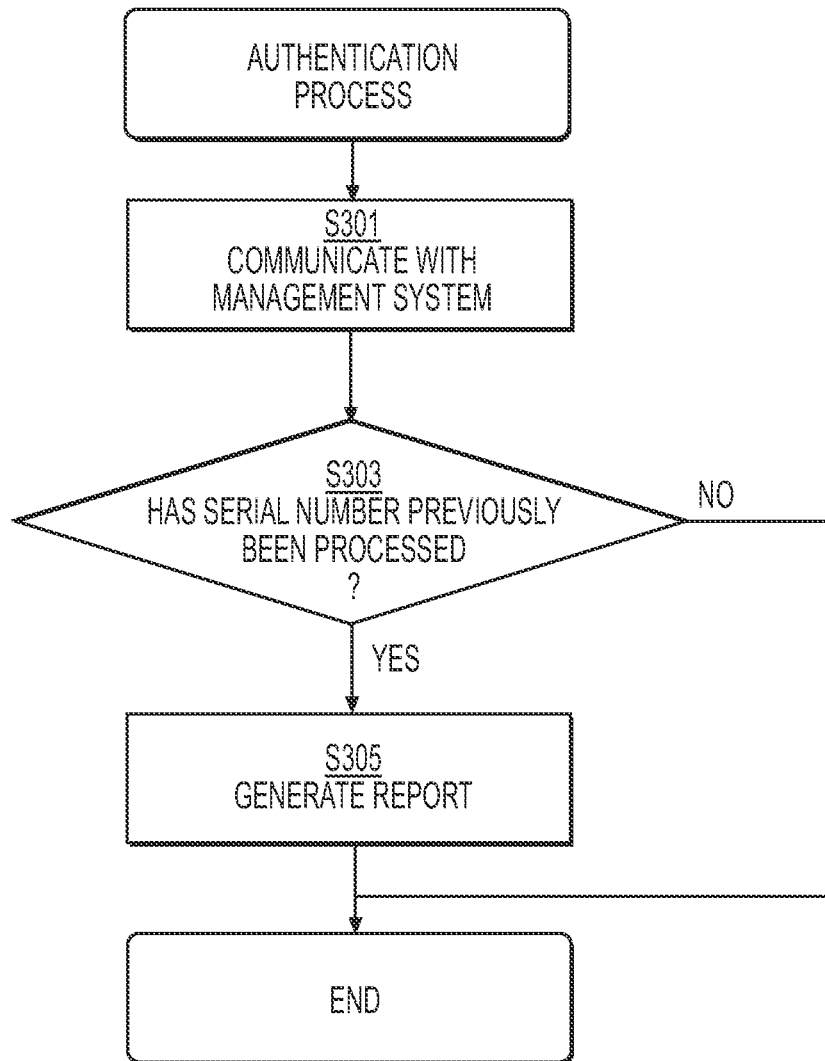 AUTHENTICATION
PROCESS
S301
COMMUNICATE WITH
MANAGEMENT SYSTEM
S303
HAS SERIAL NUMBER PREVIOUSLY
BEEN PROCESSED
?
NO
YES
S305
GENERATE REPORT
END